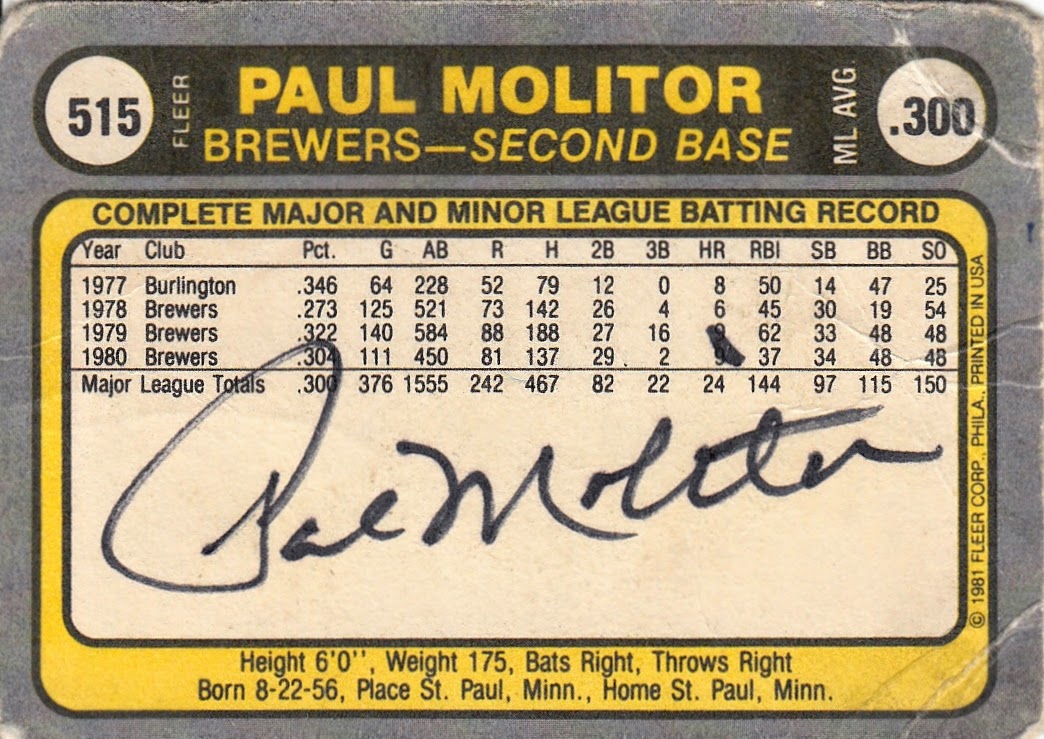 515 FLEER PAUL MOLITOR ML AVG. .300
BREWERS—SECOND BASE
COMPLETE MAJOR AND MINOR LEAGUE BATTING RECORD
Year Club Pct. G AB R H 2B 3B HR RBI SB BB SO
1977 Burlington .346 64 228 52 79 12 0 8 50 14 47 25
1978 Brewers .273 125 521 73 142 26 4 6 45 30 19 54
1979 Brewers .322 140 584 88 188 27 16 9 62 33 48 48
1980 Brewers .304 111 450 81 137 29 2 9 37 34 48 48
Major League Totals .300 376 1555 242 467 82 22 24 144 97 115 150
Paul Molitor
© 1981 FLEER CORP., PHILA., PRINTED IN USA
Height 6'0'', Weight 175, Bats Right, Throws Right
Born 8-22-56, Place St. Paul, Minn., Home St. Paul, Minn.